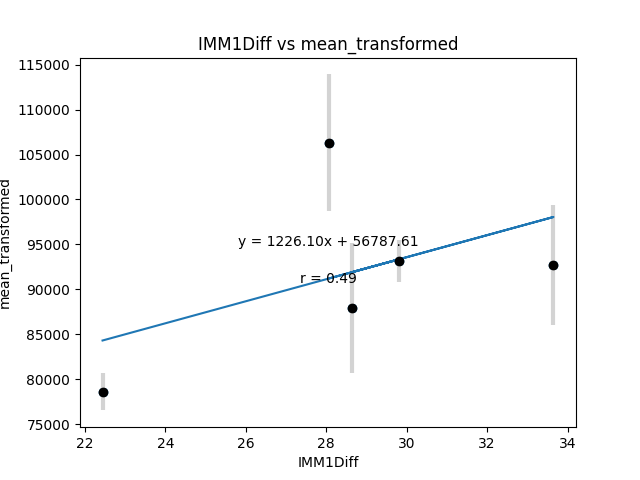 IMM1Diff vs mean_transformed
115000
110000
105000
100000
95000
90000
85000
80000
75000
mean_transformed
y = 1226.10x + 56787.61
r = 0.49
22 24 26 28 30 32 34
IMM1Diff